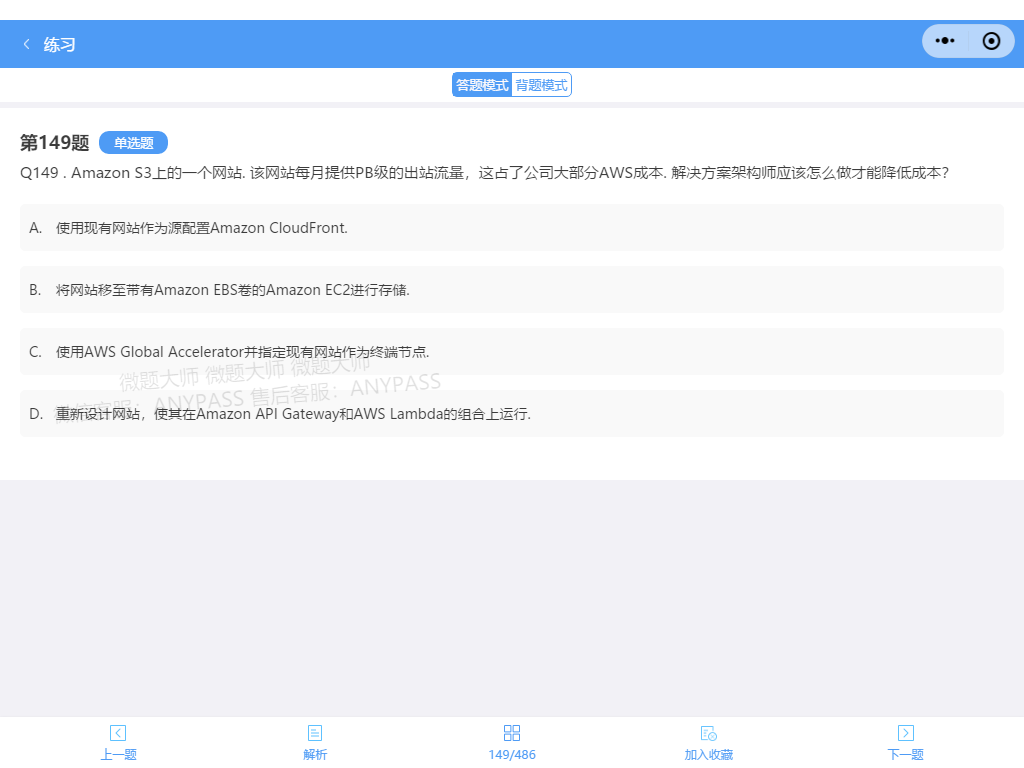 练习
答题模式 背题模式
第149题 单选题
Q149 . Amazon S3上的一个网站. 该网站每月提供PB级的出站流量，这占了公司大部分AWS成本. 解决方案架构师应该怎么做才能降低成本?
A. 使用现有网站作为源配置Amazon CloudFront.
B. 将网站移至带有Amazon EBS卷的Amazon EC2进行存储.
C. 使用AWS Global Accelerator并指定现有网站作为终端节点.
微题大师 微题大师 微题大师
微信客服：ANYPASS 售后客服：ANYPASS
D. 重新设计网站，使其在Amazon API Gateway和AWS Lambda的组合上运行.
上一题 解析 149/486 加入收藏 下一题